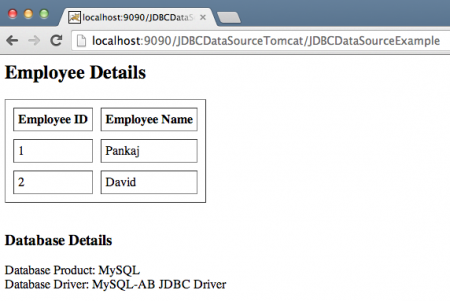 localhost:9090/JDBCDataS
localhost:9090/JDBCDataSourceTomcat/JDBCDataSourceExample
Employee Details
Employee ID Employee Name
1 Pankaj
2 David
Database Details
Database Product: MySQL
Database Driver: MySQL-AB JDBC Driver